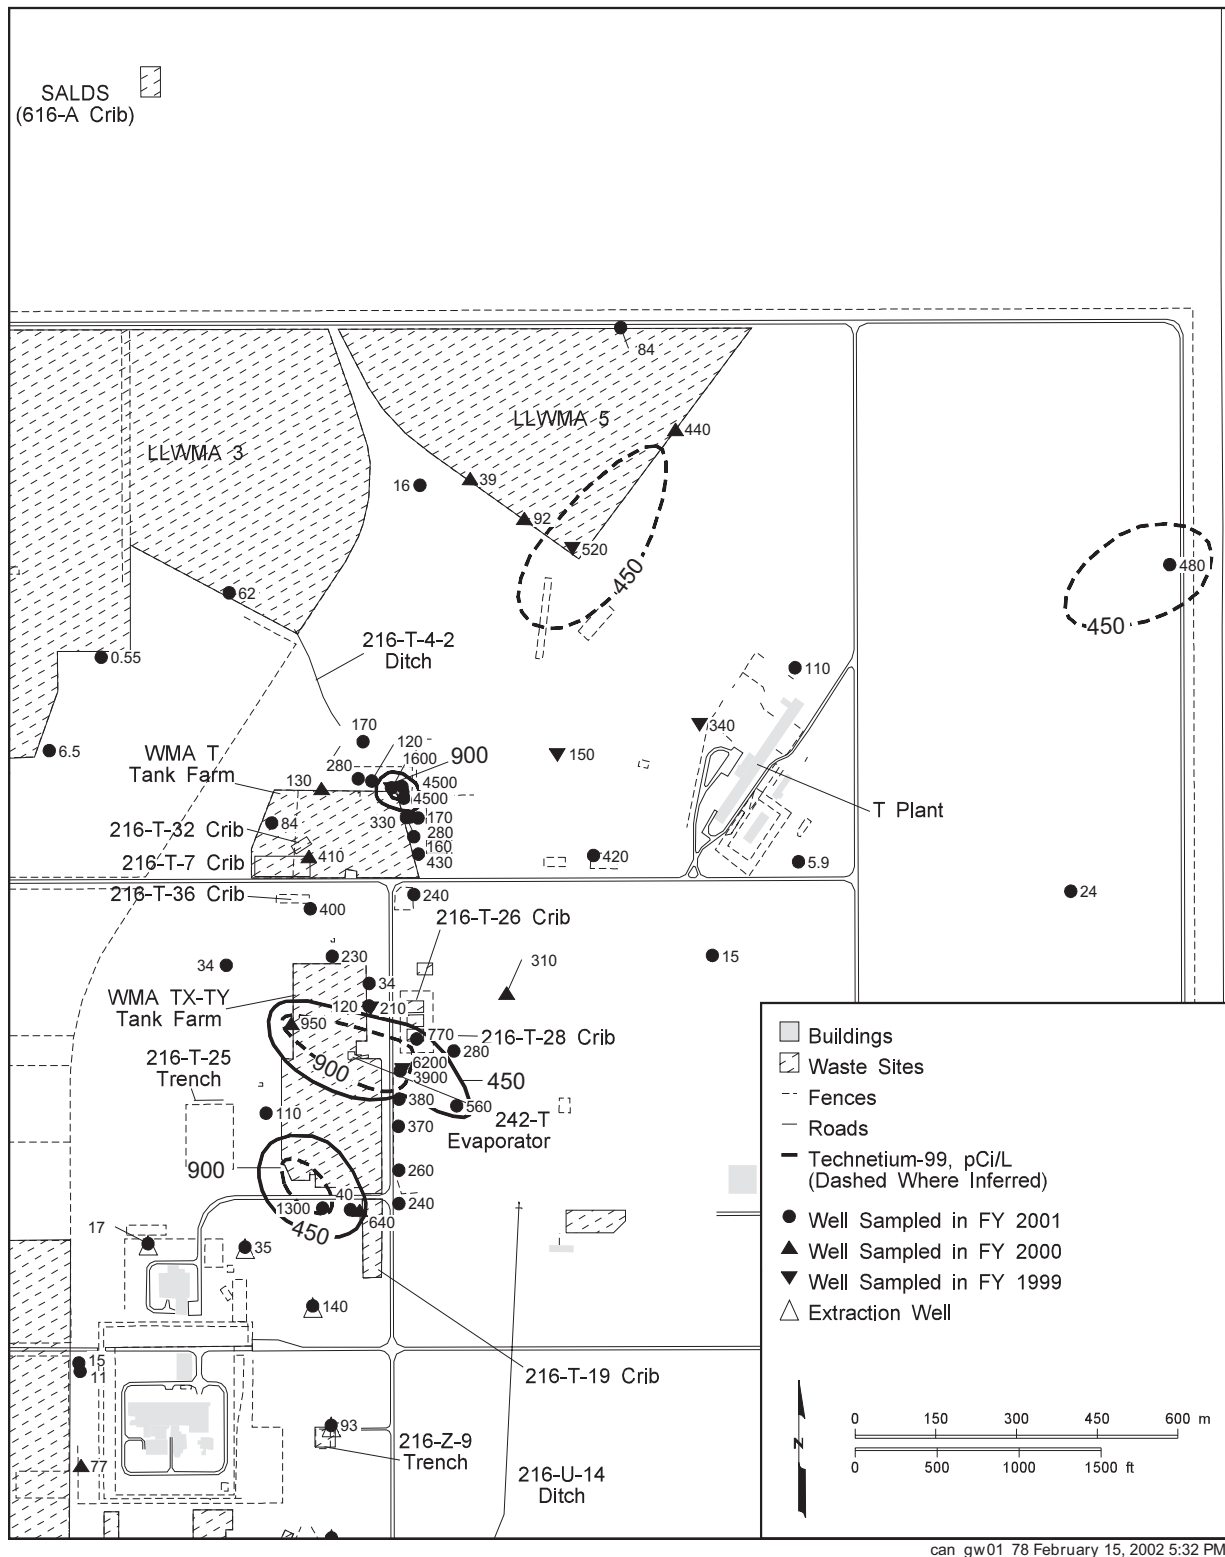 SALDS
(616-A Crib)
84
LLWMA 5
LLWMA 3
440
16
39
92
520
450
480
450
62
216-T-4-2
Ditch
0.55
110
170
340
6.5
WMA T
Tank Farm
120
900
1600
150
280
130
4500
4500
T Plant
84
330
170
216-T-32 Crib
280
160
216-T-7 Crib
410
430
420
5.9
216-T-36 Crib
400
240
24
216-T-26 Crib
230
34
310
15
34
WMA TX-TY
Tank Farm
120
210
950
770
216-T-28 Crib
280
216-T-25
Trench
900
6200
3900
450
380
560
110
370
242-T
Evaporator
900
260
40
1300
240
640
450
17
35
140
15
11
216-T-19 Crib
93
216-Z-9
Trench
77
216-U-14
Ditch
Buildings
Waste Sites
Fences
Roads
Technetium-99, pCi/L
(Dashed Where Inferred)
Well Sampled in FY 2001
Well Sampled in FY 2000
Well Sampled in FY 1999
Extraction Well
N
0 150 300 450 600 m
0 500 1000 1500 ft
can_gw01_78 February 15, 2002 5:32 PM